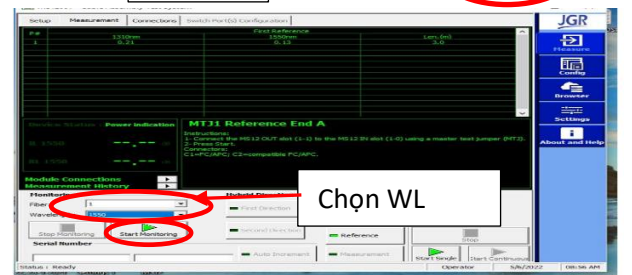 Setup Measurement Connections Switch Port(s) Configuration
JGR
P# First Reference
1310nm 1550nm Len.(m)
1 0.21 0.13 3.0
Measure
Config
Browser
Settings
About and Help
Power Indication
MTJ1 Reference End A
Instructions:
1- Connect the MS12 OUT slot (1-1) to the MS12 IN slot (1-0) using a master test jumper (MTJ).
2- Press Start.
Connectors:
C1=FC/APC; C2=compatible FC/APC.
--.--
--.--
Module Connections
Measurement History
Chọn WL
Fiber 1
1550
First Direction
Stop Monitoring
Start Monitoring
Second Direction
Reference
Stop
Serial Number
Auto Increment
Measurement
Start Single
Start Continuous
Status : Ready
Operator
5/6/2022
08:56 AM